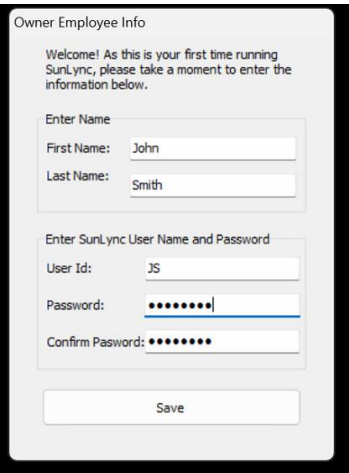 Owner Employee Info
Welcome! As this is your first time running
SunLync, please take a moment to enter the
information below.
Enter Name
First Name: John
Last Name: Smith
Enter SunLync User Name and Password
User Id: JS
Password: ●●●●●●●●
Confirm Pasword: ●●●●●●●●
Save